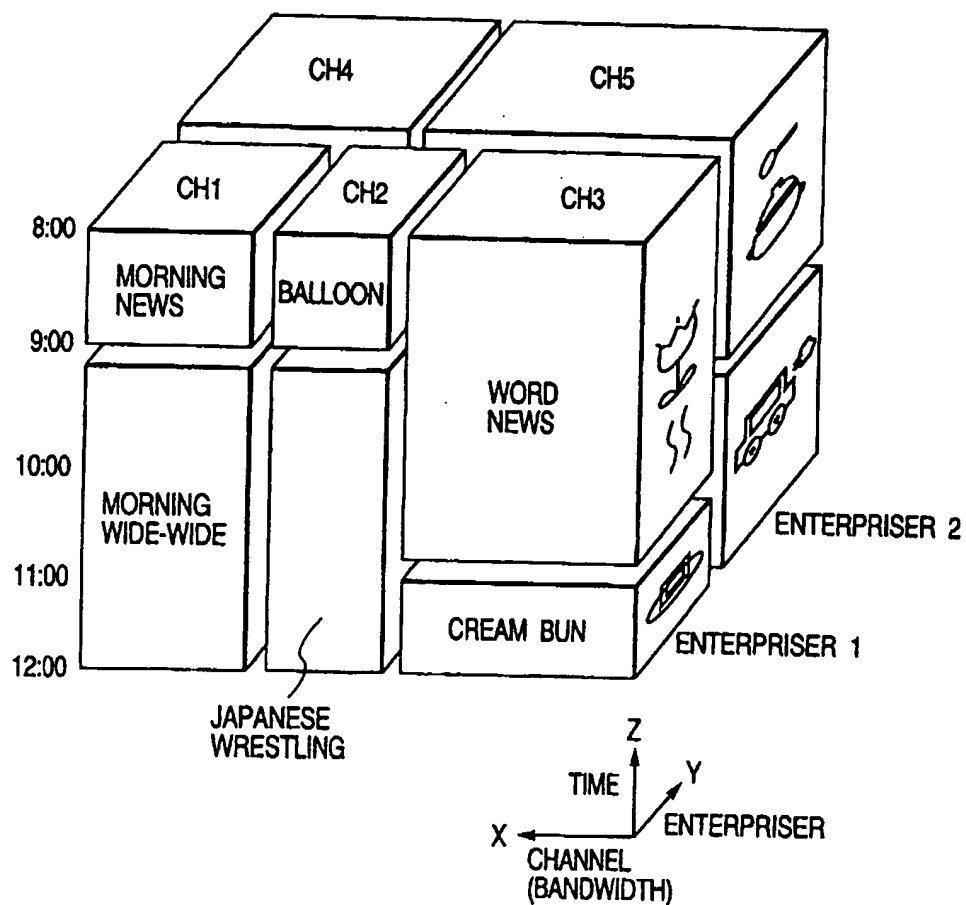 CH4
CH5
CH1
CH2
CH3
8:00
MORNING
NEWS
BALLOON
9:00
WORD
NEWS
10:00
MORNING
WIDE-WIDE
ENTERPRISER 2
11:00
CREAM BUN
ENTERPRISER 1
12:00
JAPANESE
WRESTLING
Z
TIME
Y
X
ENTERPRISER
CHANNEL
(BANDWIDTH)